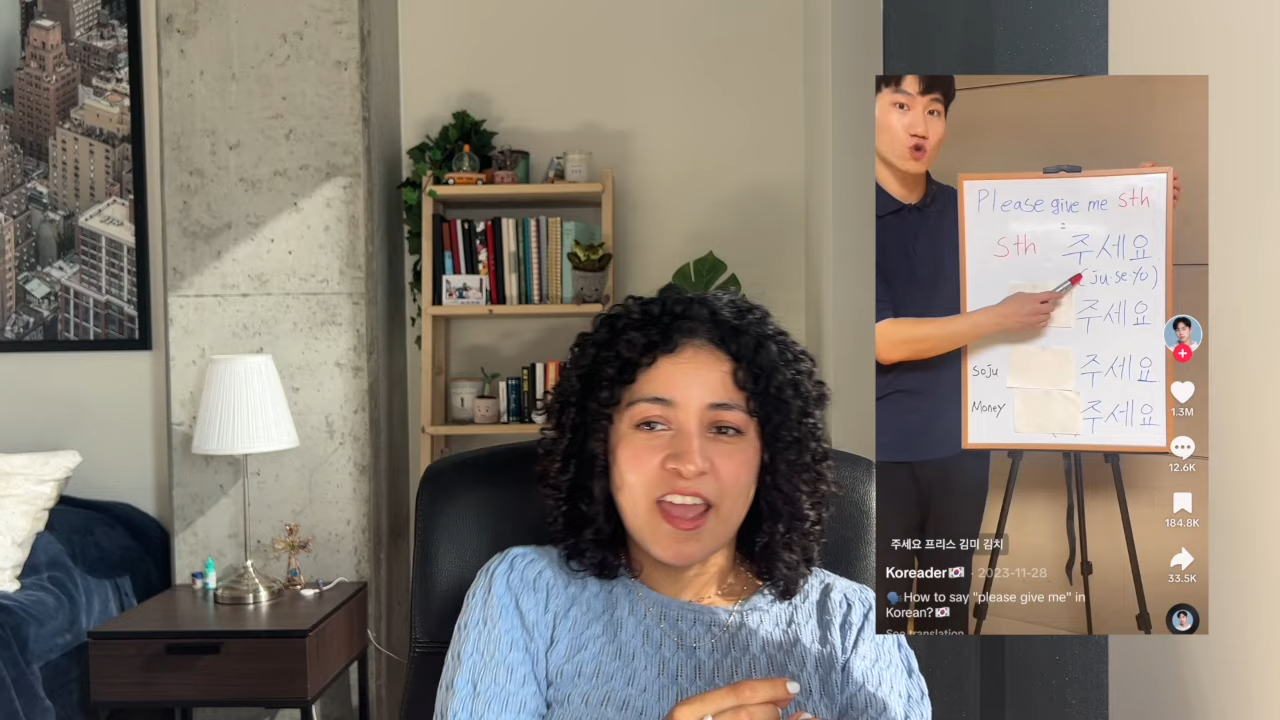 Please give me sth
=
sth 주세요
(ju·se·yo)
주세요
Soju 주세요
Money 주세요
1.3M
12.6K
184.8K
33.5K
주세요 프리스 김미 김치
Koreader🇰🇷 · 2023-11-28
🗣️How to say "please give me" in
Korean?🇰🇷
See translation